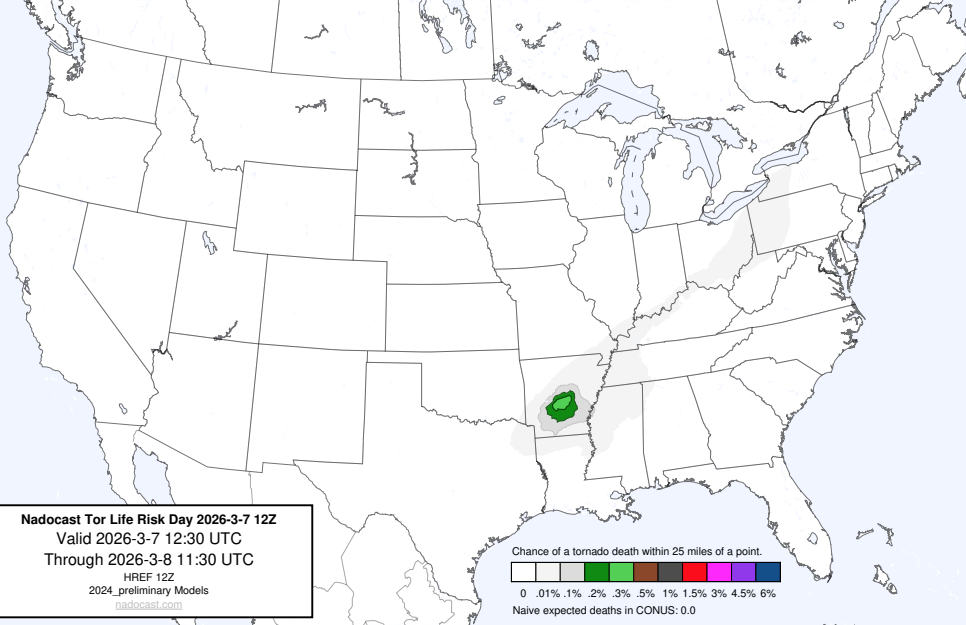 Nadocast Tor Life Risk Day 2026-3-7 12Z
Valid 2026-3-7 12:30 UTC
Through 2026-3-8 11:30 UTC
HREF 12Z
2024_preliminary Models
nadocast.com
Chance of a tornado death within 25 miles of a point.
0 .01% .1% .2% .3% .5% 1% 1.5% 3% 4.5% 6%
Naive expected deaths in CONUS: 0.0